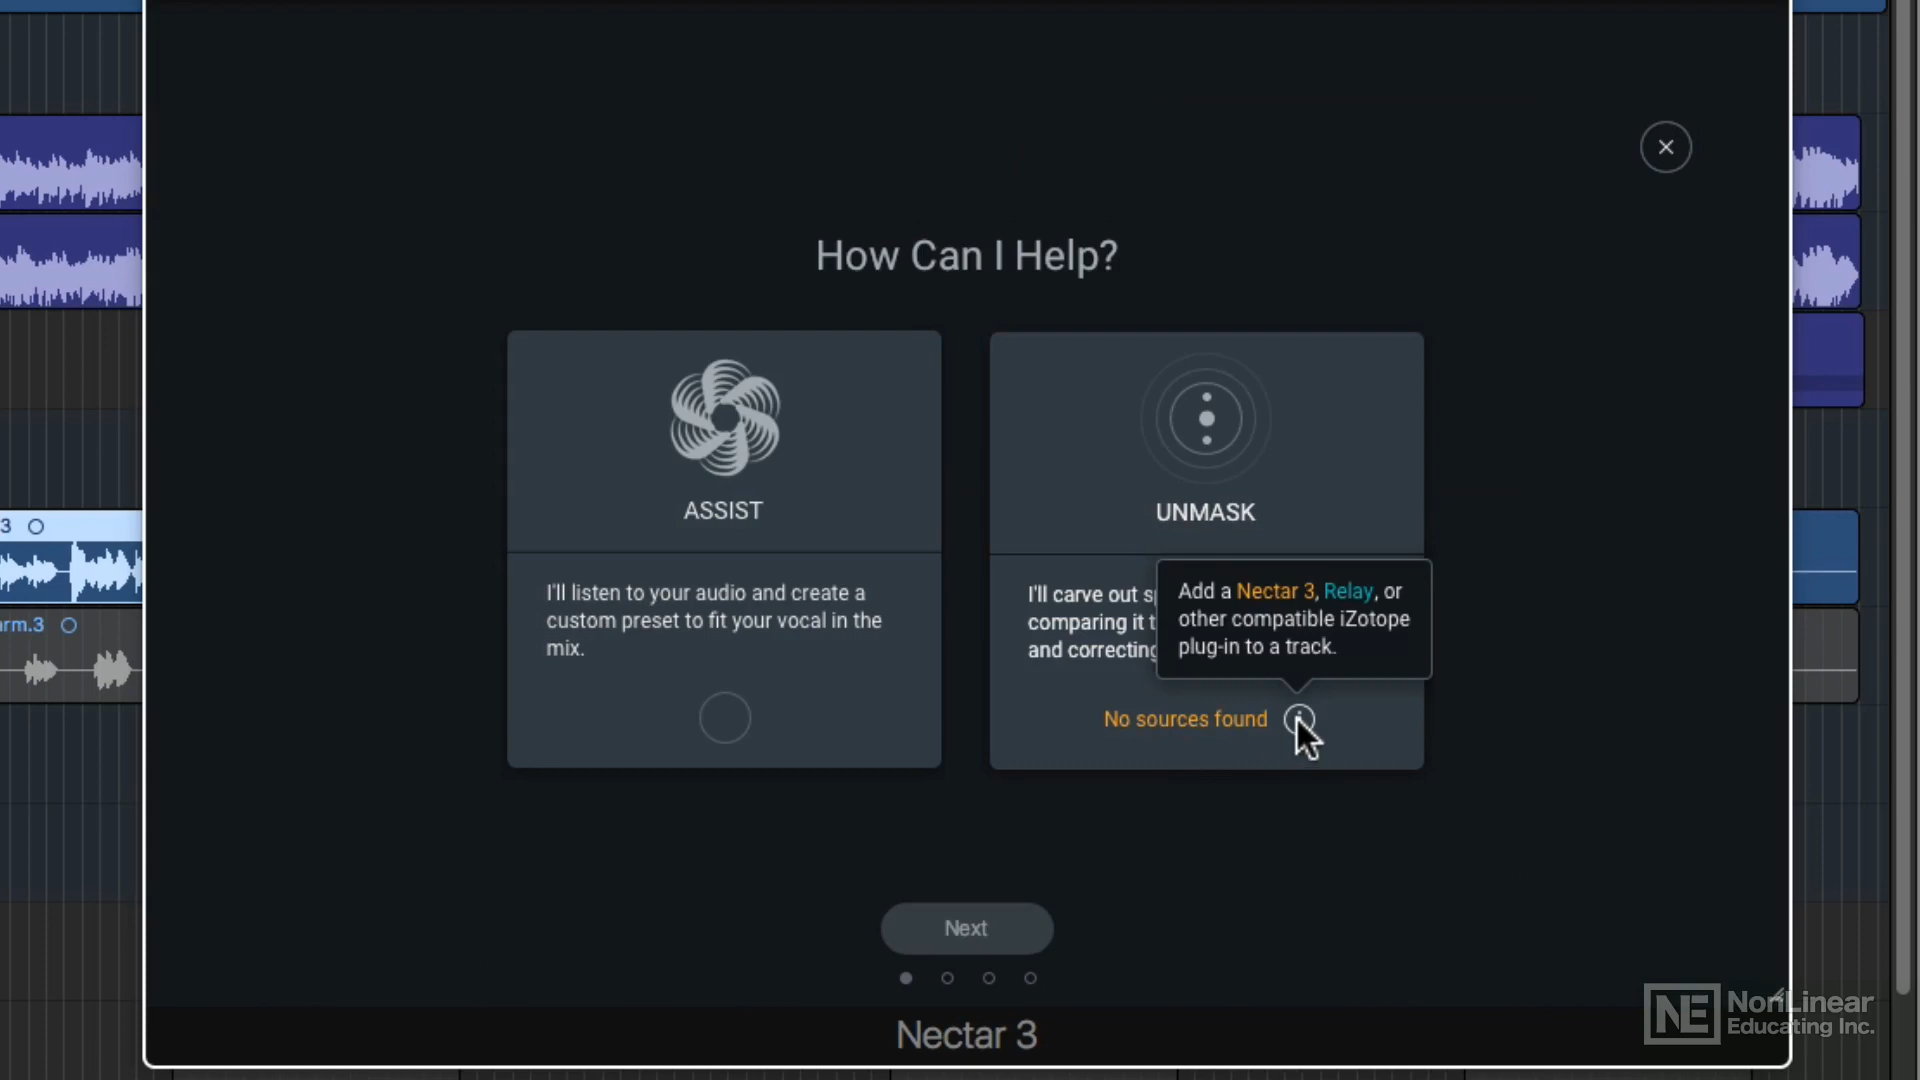 How Can I Help?
ASSIST
I'll listen to your audio and create a
custom preset to fit your vocal in the
mix.
UNMASK
I'll carve out
comparing it
and correcting
Add a Nectar 3, Relay, or
other compatible iZotope
plug-in to a track.
No sources found
3
arm.3
Next
Nectar 3
NE NonLinear
Educating Inc.